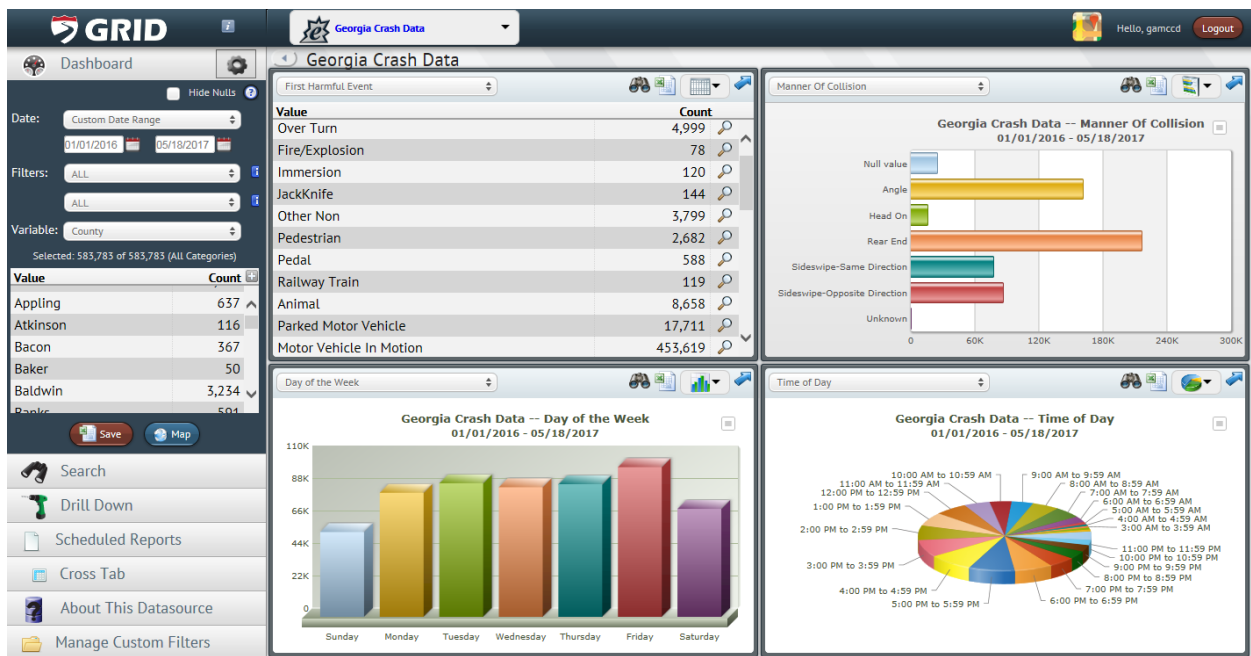 GRID
i
Georgia Crash Data
Hello, gamccd
Logout
Dashboard
Georgia Crash Data
Hide Nulls ?
Date:
Custom Date Range
01/01/2016
05/18/2017
Filters:
ALL
ALL
Variable:
County
Selected: 583,783 of 583,783 (All Categories)
Value Count
Appling 637
Atkinson 116
Bacon 367
Baker 50
Baldwin 3,234
Banks 591
Save
Map
Search
Drill Down
Scheduled Reports
Cross Tab
About This Datasource
Manage Custom Filters
First Harmful Event
Value Count
Over Turn 4,999
Fire/Explosion 78
Immersion 120
JackKnife 144
Other Non 3,799
Pedestrian 2,682
Pedal 588
Railway Train 119
Animal 8,658
Parked Motor Vehicle 17,711
Motor Vehicle In Motion 453,619
Manner Of Collision
Georgia Crash Data -- Manner Of Collision
01/01/2016 - 05/18/2017
Null value
Angle
Head On
Rear End
Sideswipe-Same Direction
Sideswipe-Opposite Direction
Unknown
0 60K 120K 180K 240K 300K
Day of the Week
Georgia Crash Data -- Day of the Week
01/01/2016 - 05/18/2017
110K
88K
66K
44K
22K
0
Sunday Monday Tuesday Wednesday Thursday Friday Saturday
Time of Day
Georgia Crash Data -- Time of Day
01/01/2016 - 05/18/2017
10:00 AM to 10:59 AM
11:00 AM to 11:59 AM
12:00 PM to 12:59 PM
1:00 PM to 1:59 PM
2:00 PM to 2:59 PM
3:00 PM to 3:59 PM
4:00 PM to 4:59 PM
5:00 PM to 5:59 PM
9:00 AM to 9:59 AM
8:00 AM to 8:59 AM
7:00 AM to 7:59 AM
6:00 AM to 6:59 AM
5:00 AM to 5:59 AM
4:00 AM to 4:59 AM
3:00 AM to 3:59 AM
11:00 PM to 11:59 PM
10:00 PM to 10:59 PM
9:00 PM to 9:59 PM
8:00 PM to 8:59 PM
7:00 PM to 7:59 PM
6:00 PM to 6:59 PM